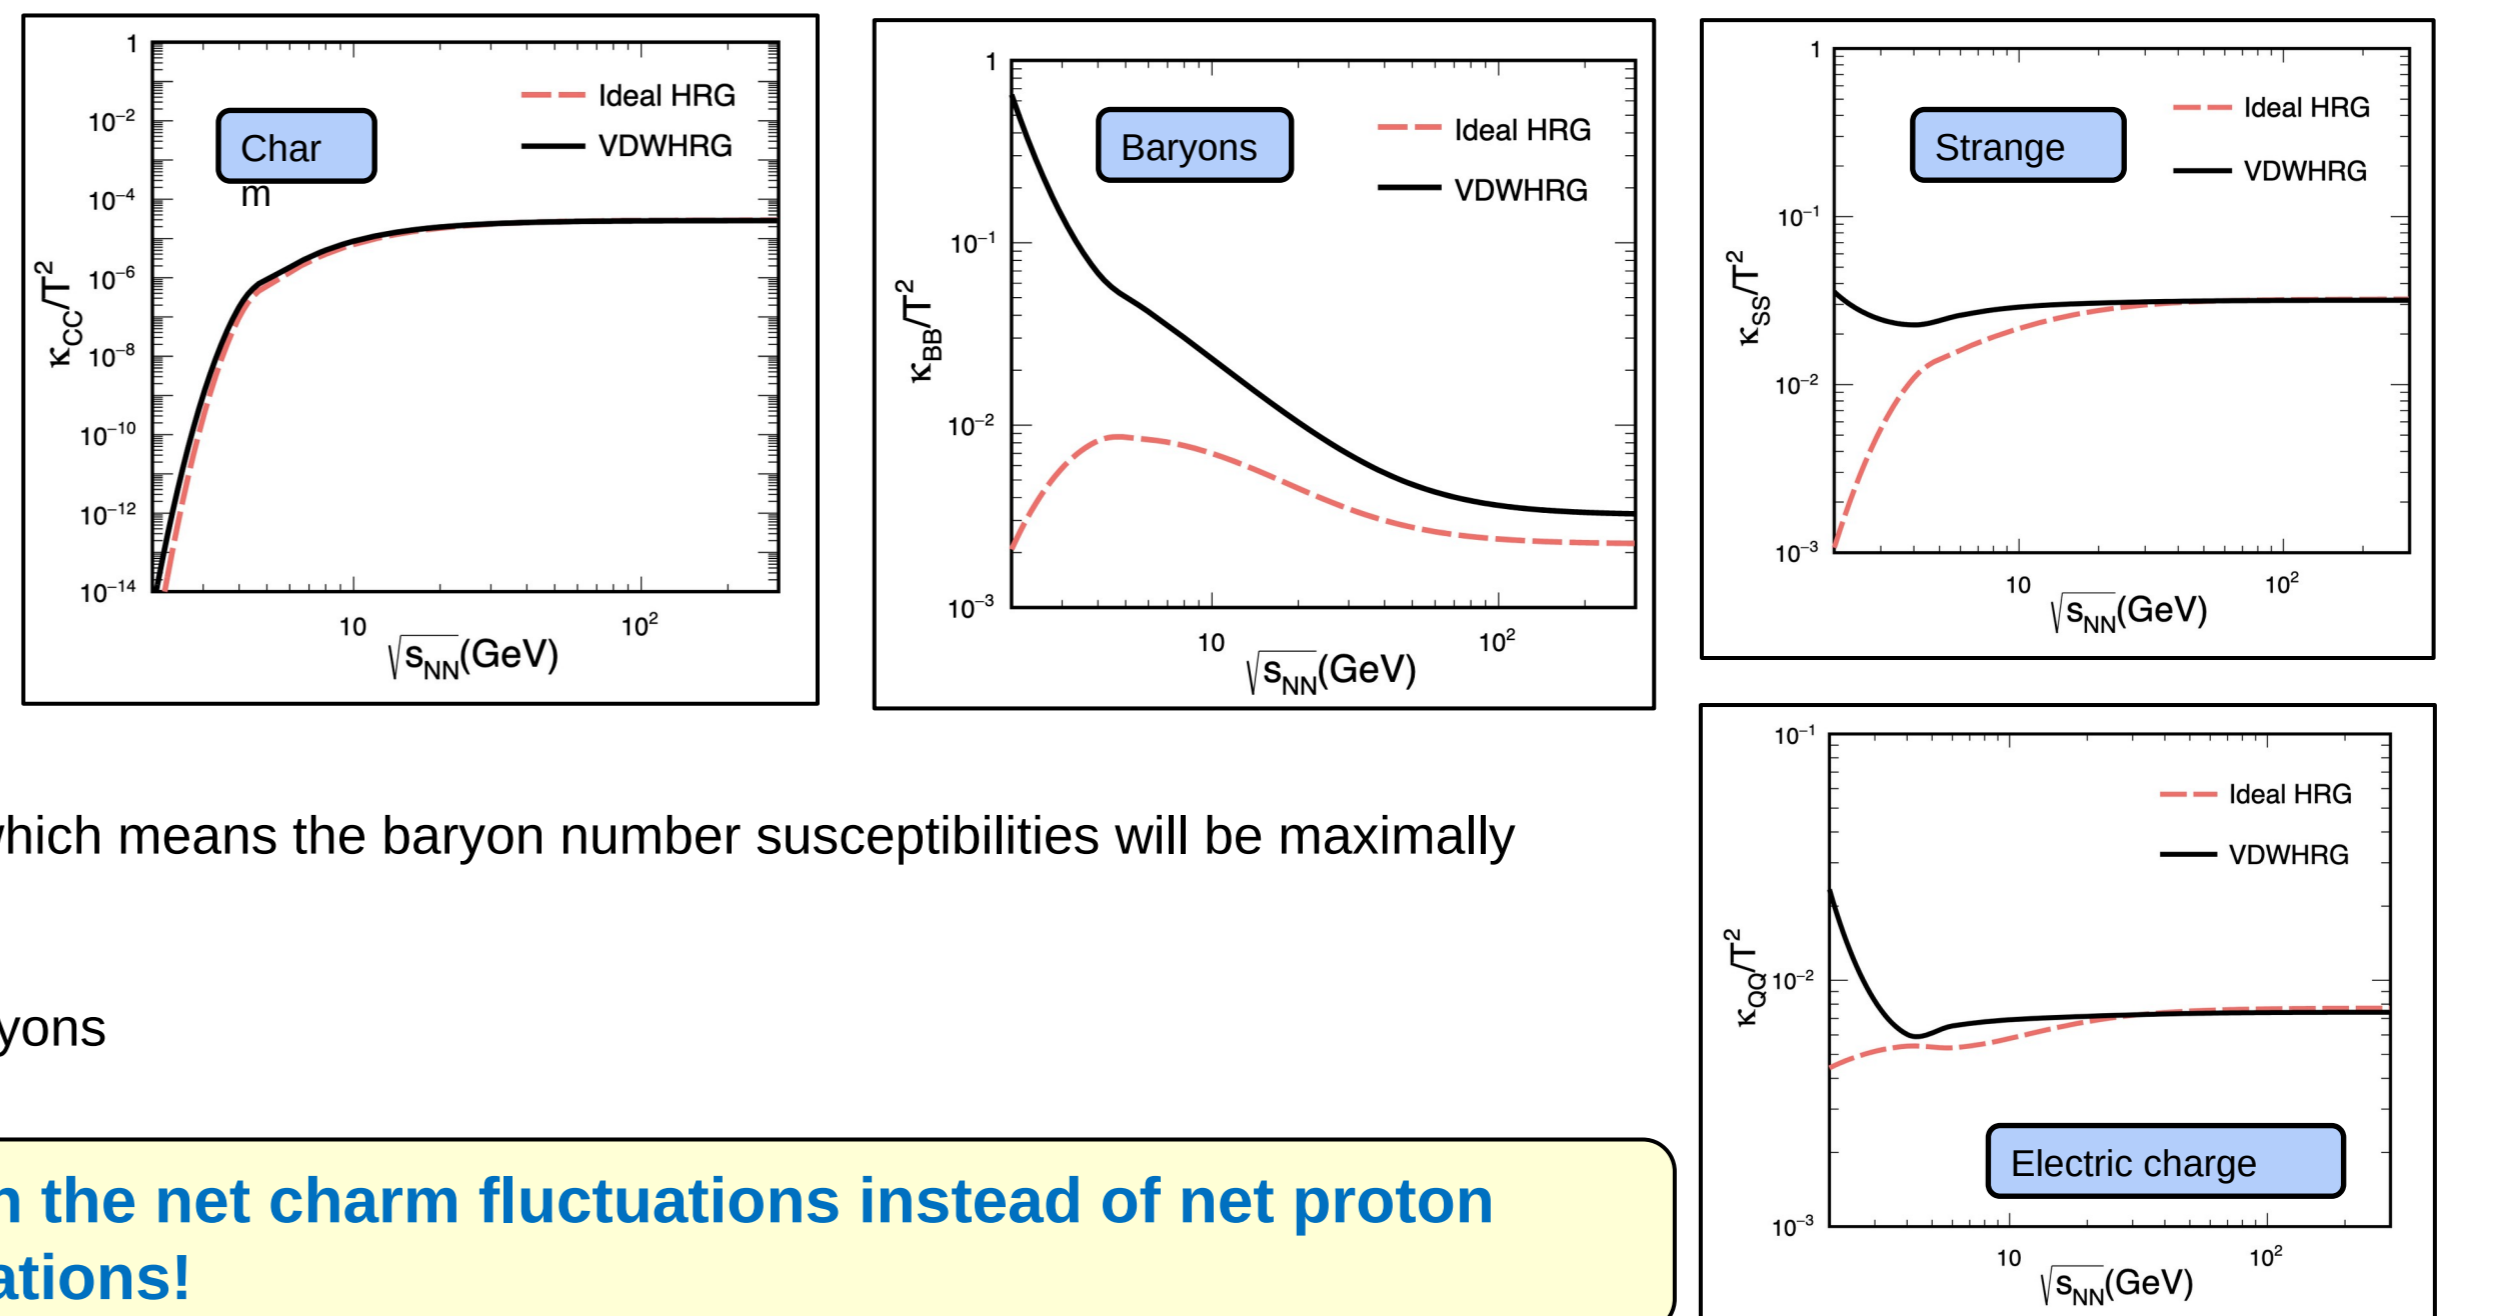 1
10⁻²
10⁻⁴
10⁻⁶
10⁻⁸
10⁻¹⁰
10⁻¹²
10⁻¹⁴
κCC/T²
Char
m
Ideal HRG
VDWHRG
10
10²
√sNN(GeV)
1
10⁻¹
10⁻²
10⁻³
κBB/T²
Baryons
Ideal HRG
VDWHRG
10
10²
√sNN(GeV)
1
10⁻¹
10⁻²
10⁻³
κSS/T²
Strange
Ideal HRG
VDWHRG
10
10²
√sNN(GeV)
which means the baryon number susceptibilities will be maximally
yons
n the net charm fluctuations instead of net proton
ations!
10⁻¹
10⁻²
10⁻³
κQQ/T²
Ideal HRG
VDWHRG
Electric charge
10
10²
√sNN(GeV)